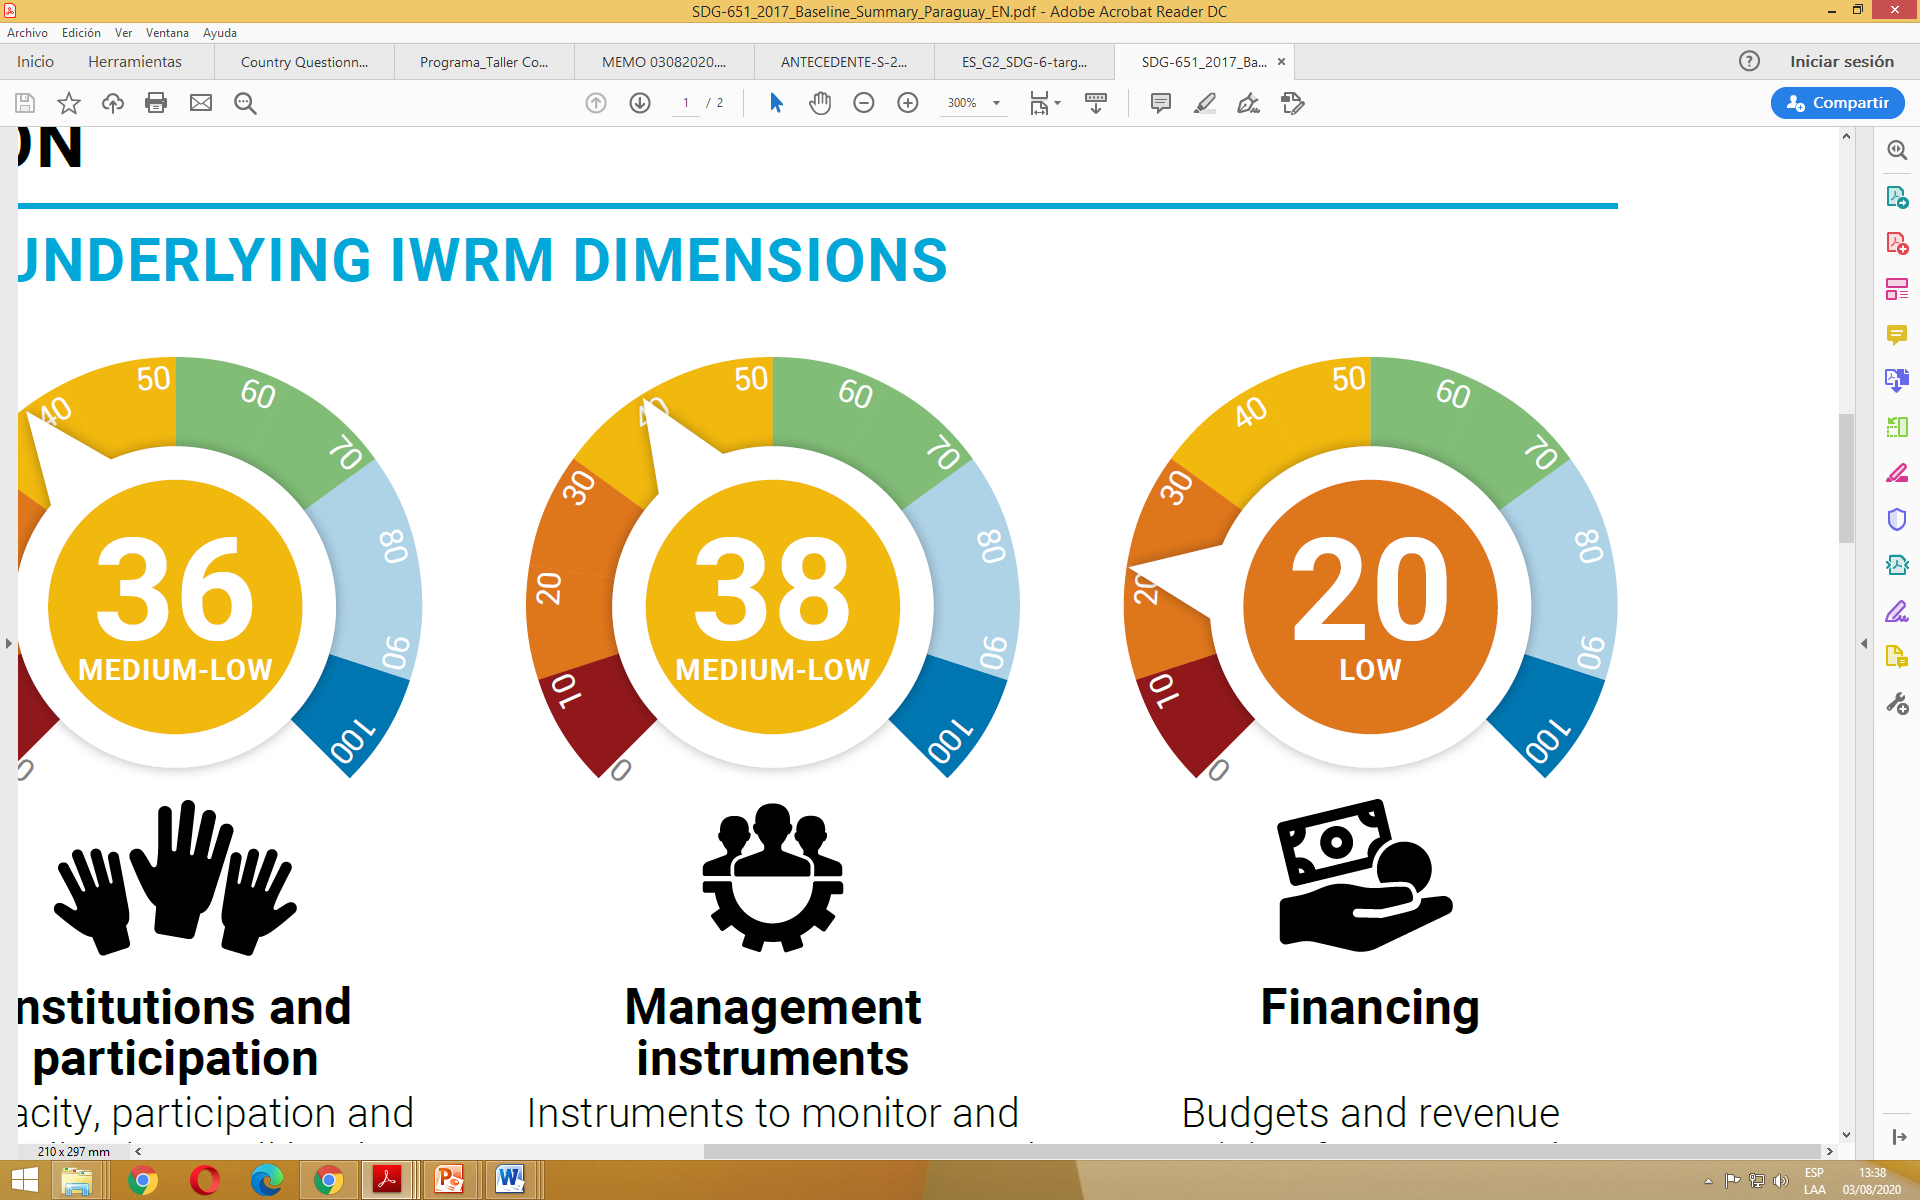 SDG-651_2017_Baseline_Summary_Paraguay_EN.pdf - Adobe Acrobat Reader DC
Archivo Edición Ver Ventana Ayuda
Inicio Herramientas Country Questionn... Programa_Taller Co... MEMO 03082020.... ANTECEDENTE-S-2... ES_G2_SDG-6-targ... SDG-651_2017_Ba... Iniciar sesión
1 / 2 300% Compartir
ON
UNDERLYING IWRM DIMENSIONS
0 40 50 60 70 80 90 100
36
MEDIUM-LOW
0 10 20 30 40 50 60 70 80 90 100
38
MEDIUM-LOW
0 10 20 30 40 50 60 70 80 90 100
20
LOW
nstitutions and
participation
acity, participation and
Management
instruments
Instruments to monitor and
Financing
Budgets and revenue
210 x 297 mm
ESP
LAA
13:38
03/08/2020